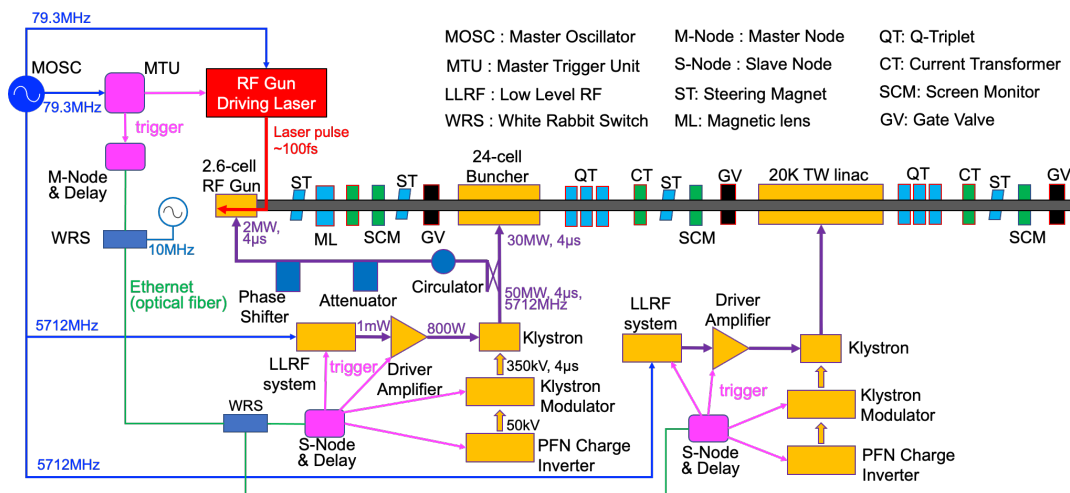 79.3MHz
MOSC
MTU
79.3MHz
RF Gun
Driving Laser
trigger
Laser pulse
~100fs
M-Node
& Delay
MOSC : Master Oscillator
MTU : Master Trigger Unit
LLRF : Low Level RF
WRS : White Rabbit Switch
M-Node : Master Node
S-Node : Slave Node
ST: Steering Magnet
ML: Magnetic lens
QT: Q-Triplet
CT: Current Transformer
SCM: Screen Monitor
GV: Gate Valve
2.6-cell
RF Gun
ST
ML
SCM
ST
GV
24-cell
Buncher
QT
CT
ST
SCM
GV
20K TW linac
QT
CT
ST
SCM
GV
2MW,
4μs
30MW, 4μs
WRS
10MHz
Ethernet
(optical fiber)
Phase
Shifter
Attenuator
Circulator
50MW, 4μs,
5712MHz
5712MHz
1mW
800W
LLRF
system
Driver
Amplifier
Klystron
trigger
350kV, 4μs
Klystron
Modulator
50kV
PFN Charge
Inverter
WRS
S-Node
& Delay
5712MHz
LLRF
system
Driver
Amplifier
Klystron
trigger
Klystron
Modulator
S-Node
& Delay
PFN Charge
Inverter